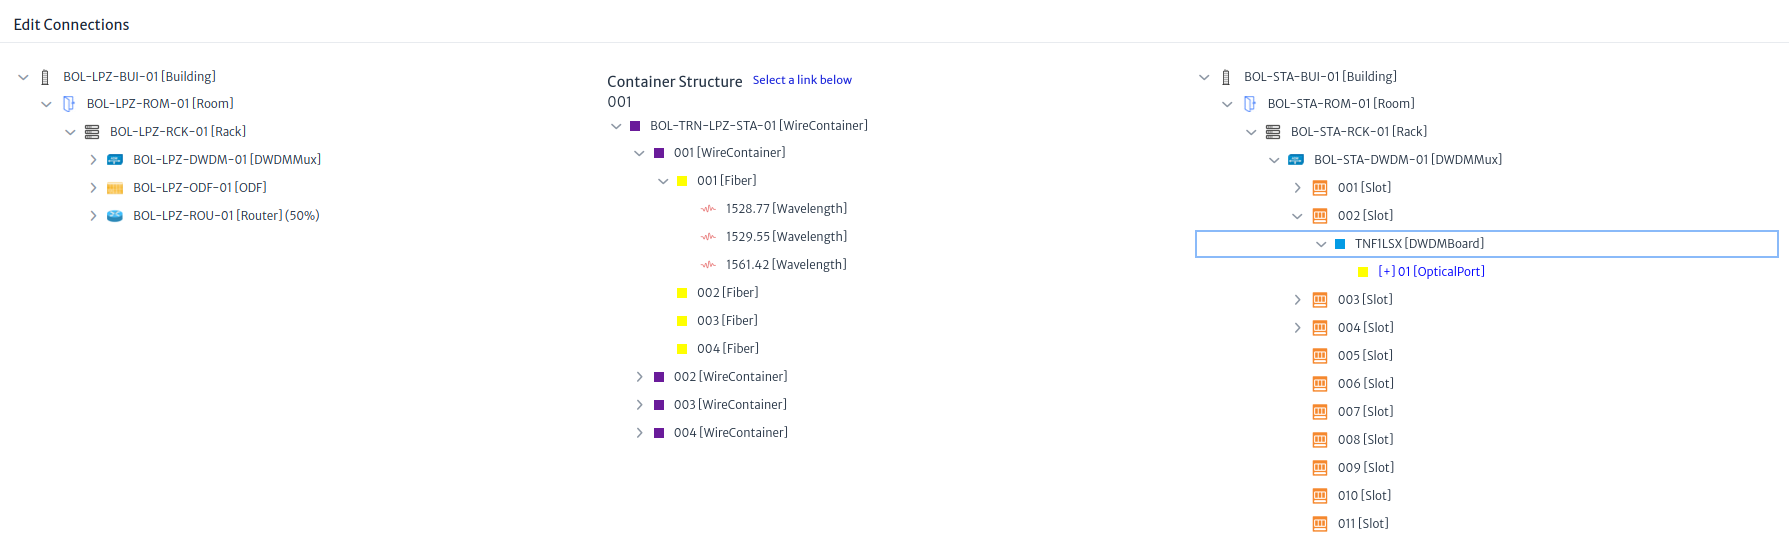 Edit Connections
BOL-LPZ-BUI-01 [Building]
BOL-LPZ-ROM-01 [Room]
BOL-LPZ-RCK-01 [Rack]
BOL-LPZ-DWDM-01 [DWDMMux]
BOL-LPZ-ODF-01 [ODF]
BOL-LPZ-ROU-01 [Router] (50%)
Container Structure Select a link below
001
BOL-TRN-LPZ-STA-01 [WireContainer]
001 [WireContainer]
001 [Fiber]
1528.77 [Wavelength]
1529.55 [Wavelength]
1561.42 [Wavelength]
002 [Fiber]
003 [Fiber]
004 [Fiber]
002 [WireContainer]
003 [WireContainer]
004 [WireContainer]
BOL-STA-BUI-01 [Building]
BOL-STA-ROM-01 [Room]
BOL-STA-RCK-01 [Rack]
BOL-STA-DWDM-01 [DWDMMux]
001 [Slot]
002 [Slot]
TNF1LSX [DWDMBoard]
[+] 01 [OpticalPort]
003 [Slot]
004 [Slot]
005 [Slot]
006 [Slot]
007 [Slot]
008 [Slot]
009 [Slot]
010 [Slot]
011 [Slot]